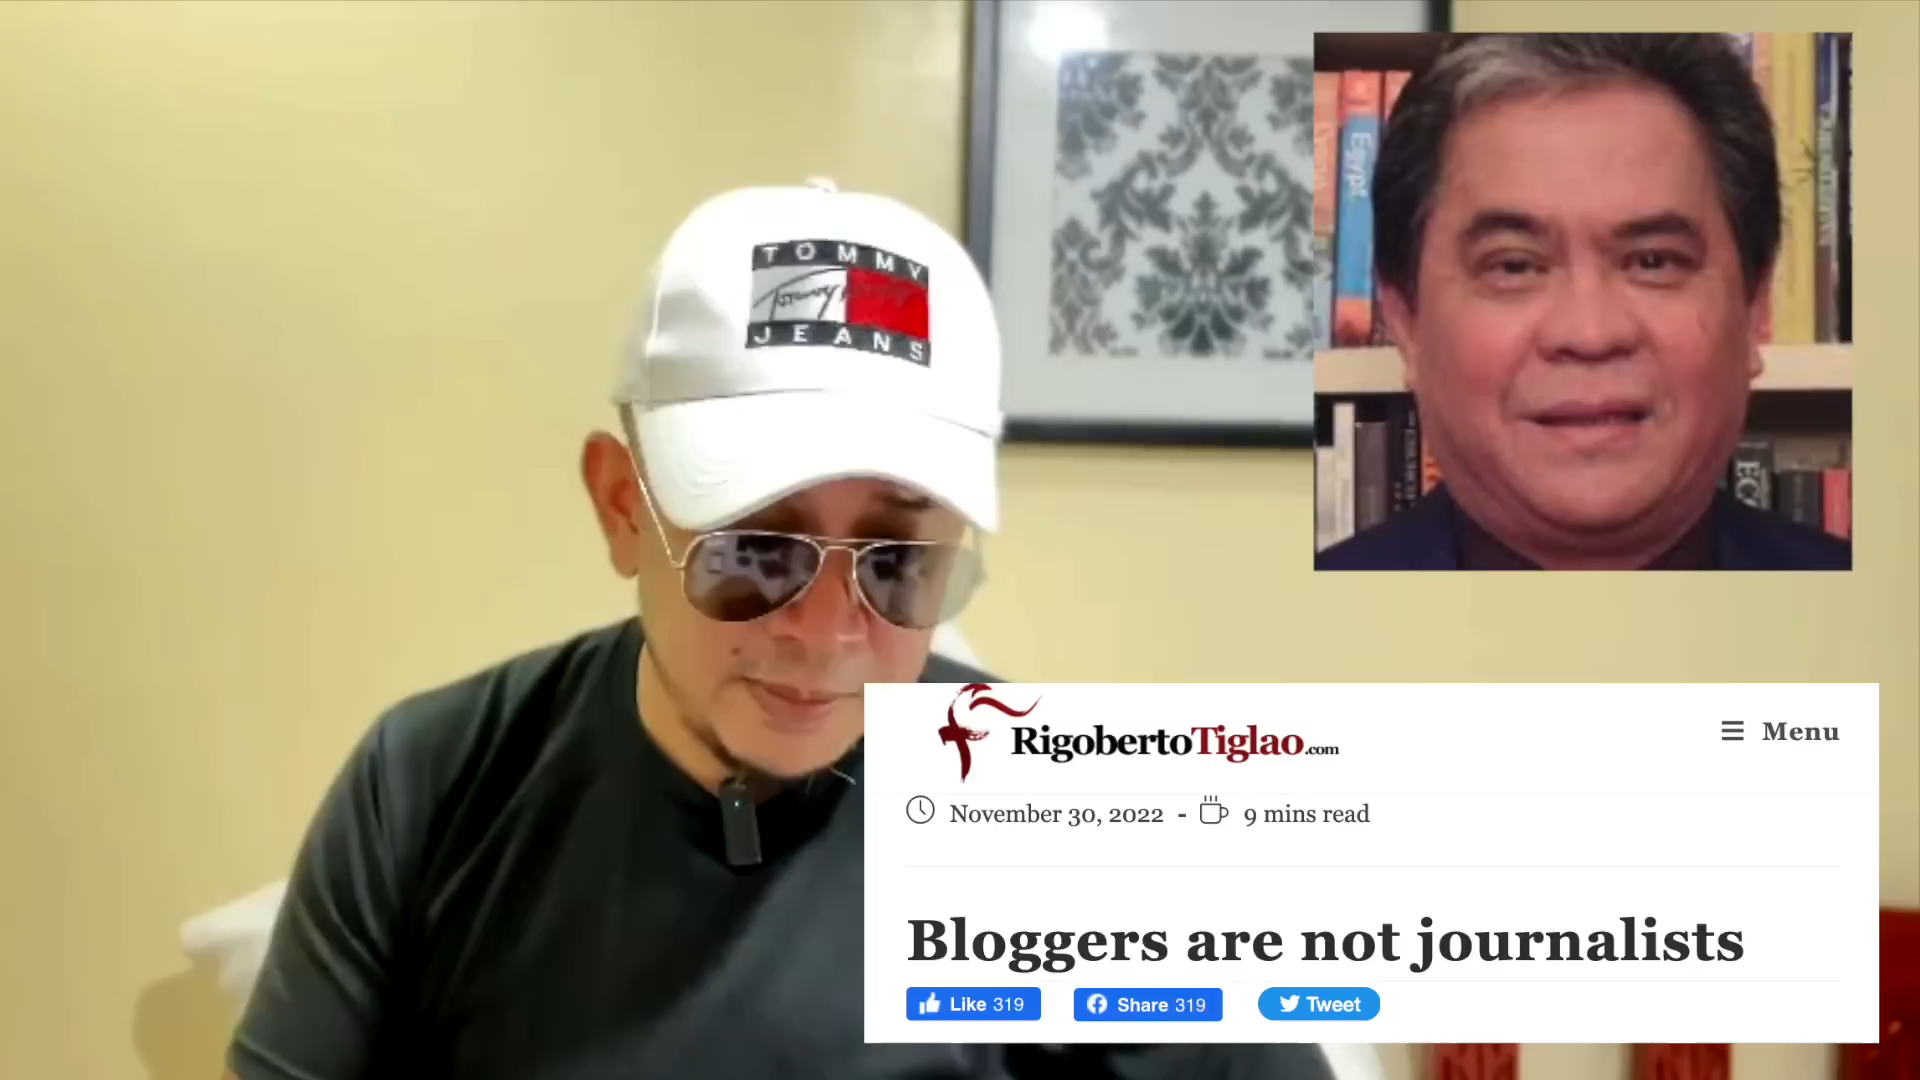 TOMMY
JEANS
Egypt
RigobertoTiglao.com
Menu
November 30, 2022 - 9 mins read
Bloggers are not journalists
Like 319
Share 319
Tweet